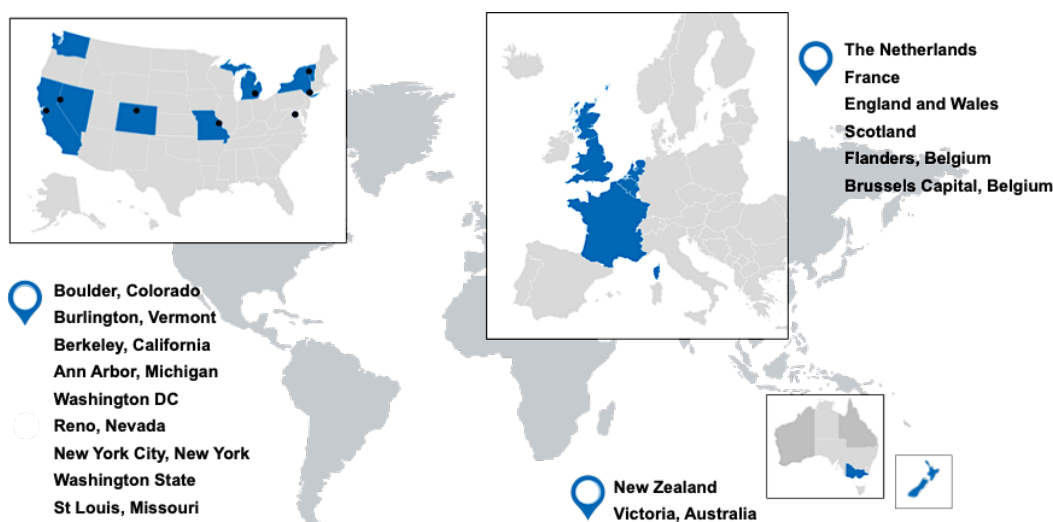 The Netherlands
France
England and Wales
Scotland
Flanders, Belgium
Brussels Capital, Belgium
Boulder, Colorado
Burlington, Vermont
Berkeley, California
Ann Arbor, Michigan
Washington DC
Reno, Nevada
New York City, New York
Washington State
St Louis, Missouri
New Zealand
Victoria, Australia